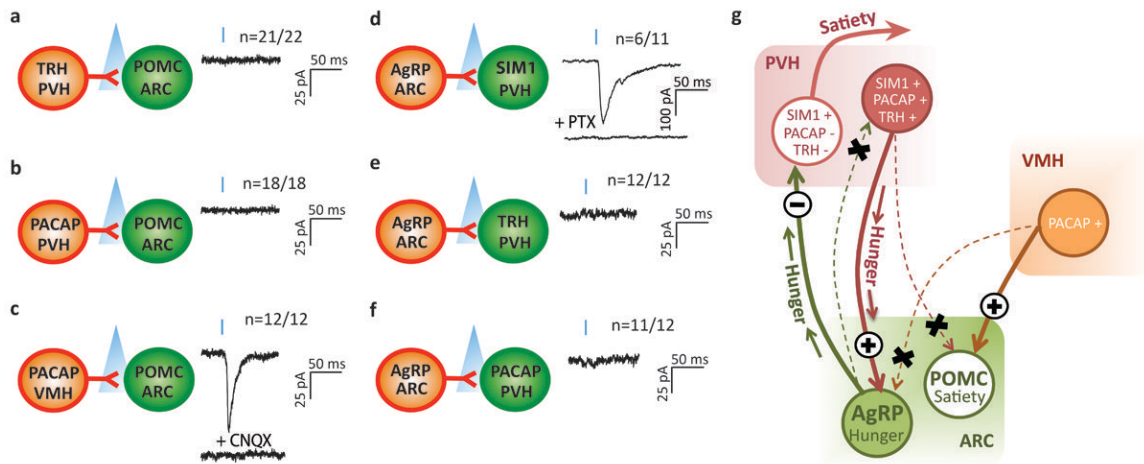 a
TRH
PVH
POMC
ARC
n=21/22
50 ms
25 pA
b
PACAP
PVH
POMC
ARC
n=18/18
50 ms
25 pA
c
PACAP
VMH
POMC
ARC
n=12/12
50 ms
25 pA
+ CNQX
d
AgRP
ARC
SIM1
PVH
n=6/11
50 ms
100 pA
+ PTX
e
AgRP
ARC
TRH
PVH
n=12/12
50 ms
25 pA
f
AgRP
ARC
PACAP
PVH
n=11/12
50 ms
25 pA
g
Satiety
PVH
SIM1 +
PACAP -
TRH -
SIM1 +
PACAP +
TRH +
VMH
PACAP +
Hunger
Hunger
AgRP
Hunger
POMC
Satiety
ARC